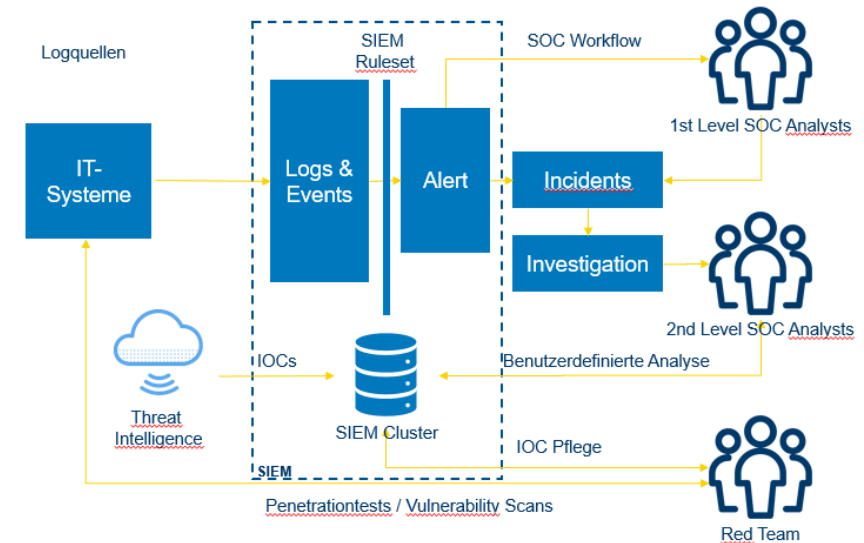 Logquellen
SIEM
Ruleset
SOC Workflow
1st Level SOC Analysts
IT-
Systeme
Logs &
Events
Alert
Incidents
Investigation
2nd Level SOC Analysts
IOCs
Benutzerdefinierte Analyse
Threat
Intelligence
SIEM Cluster
IOC Pflege
SIEM
Penetrationtests / Vulnerability Scans
Red Team